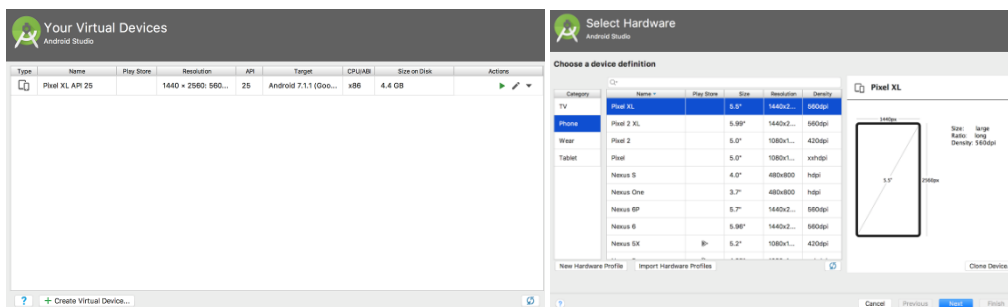 Your Virtual Devices
Android Studio
Type Name Play Store Resolution API Target CPU/ABI Size on Disk Actions
Pixel XL API 25 1440 × 2560: 560... 25 Android 7.1.1 (Goo... x86 4.4 GB
? + Create Virtual Device...
Select Hardware
Android Studio
Choose a device definition
Category Name Play Store Size Resolution Density
TV
Phone
Wear
Tablet
Pixel XL 5.5" 1440x2... 560dpi
Pixel 2 XL 5.99" 1440x2... 560dpi
Pixel 2 5.0" 1080x1... 420dpi
Pixel 5.0" 1080x1... xxhdpi
Nexus S 4.0" 480x800 hdpi
Nexus One 3.7" 480x800 hdpi
Nexus 6P 5.7" 1440x2... 560dpi
Nexus 6 5.96" 1440x2... 560dpi
Nexus 5X 5.2" 1080x1... 420dpi
New Hardware Profile Import Hardware Profiles
Pixel XL
1440px
5.5"
2560px
Size: large
Ratio: long
Density: 560dpi
Clone Device...
? Cancel Previous Next Finish